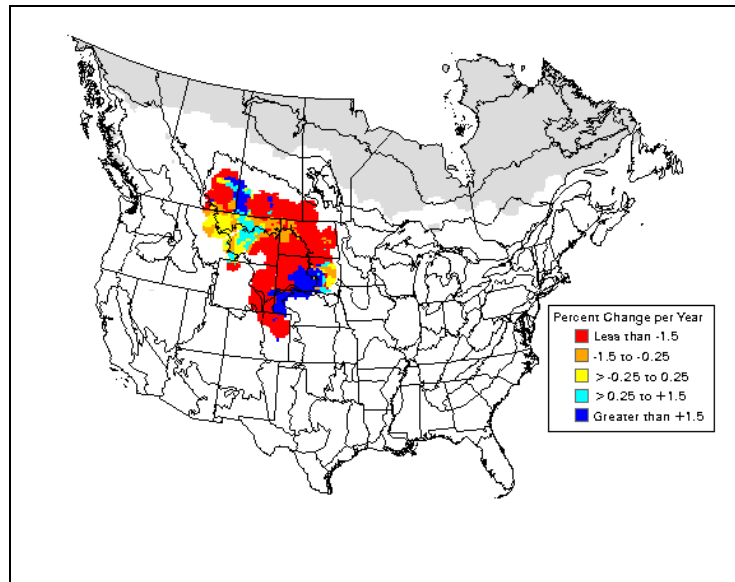 Percent Change per Year
Less than -1.5
-1.5 to -0.25
> -0.25 to 0.25
> 0.25 to +1.5
Greater than +1.5